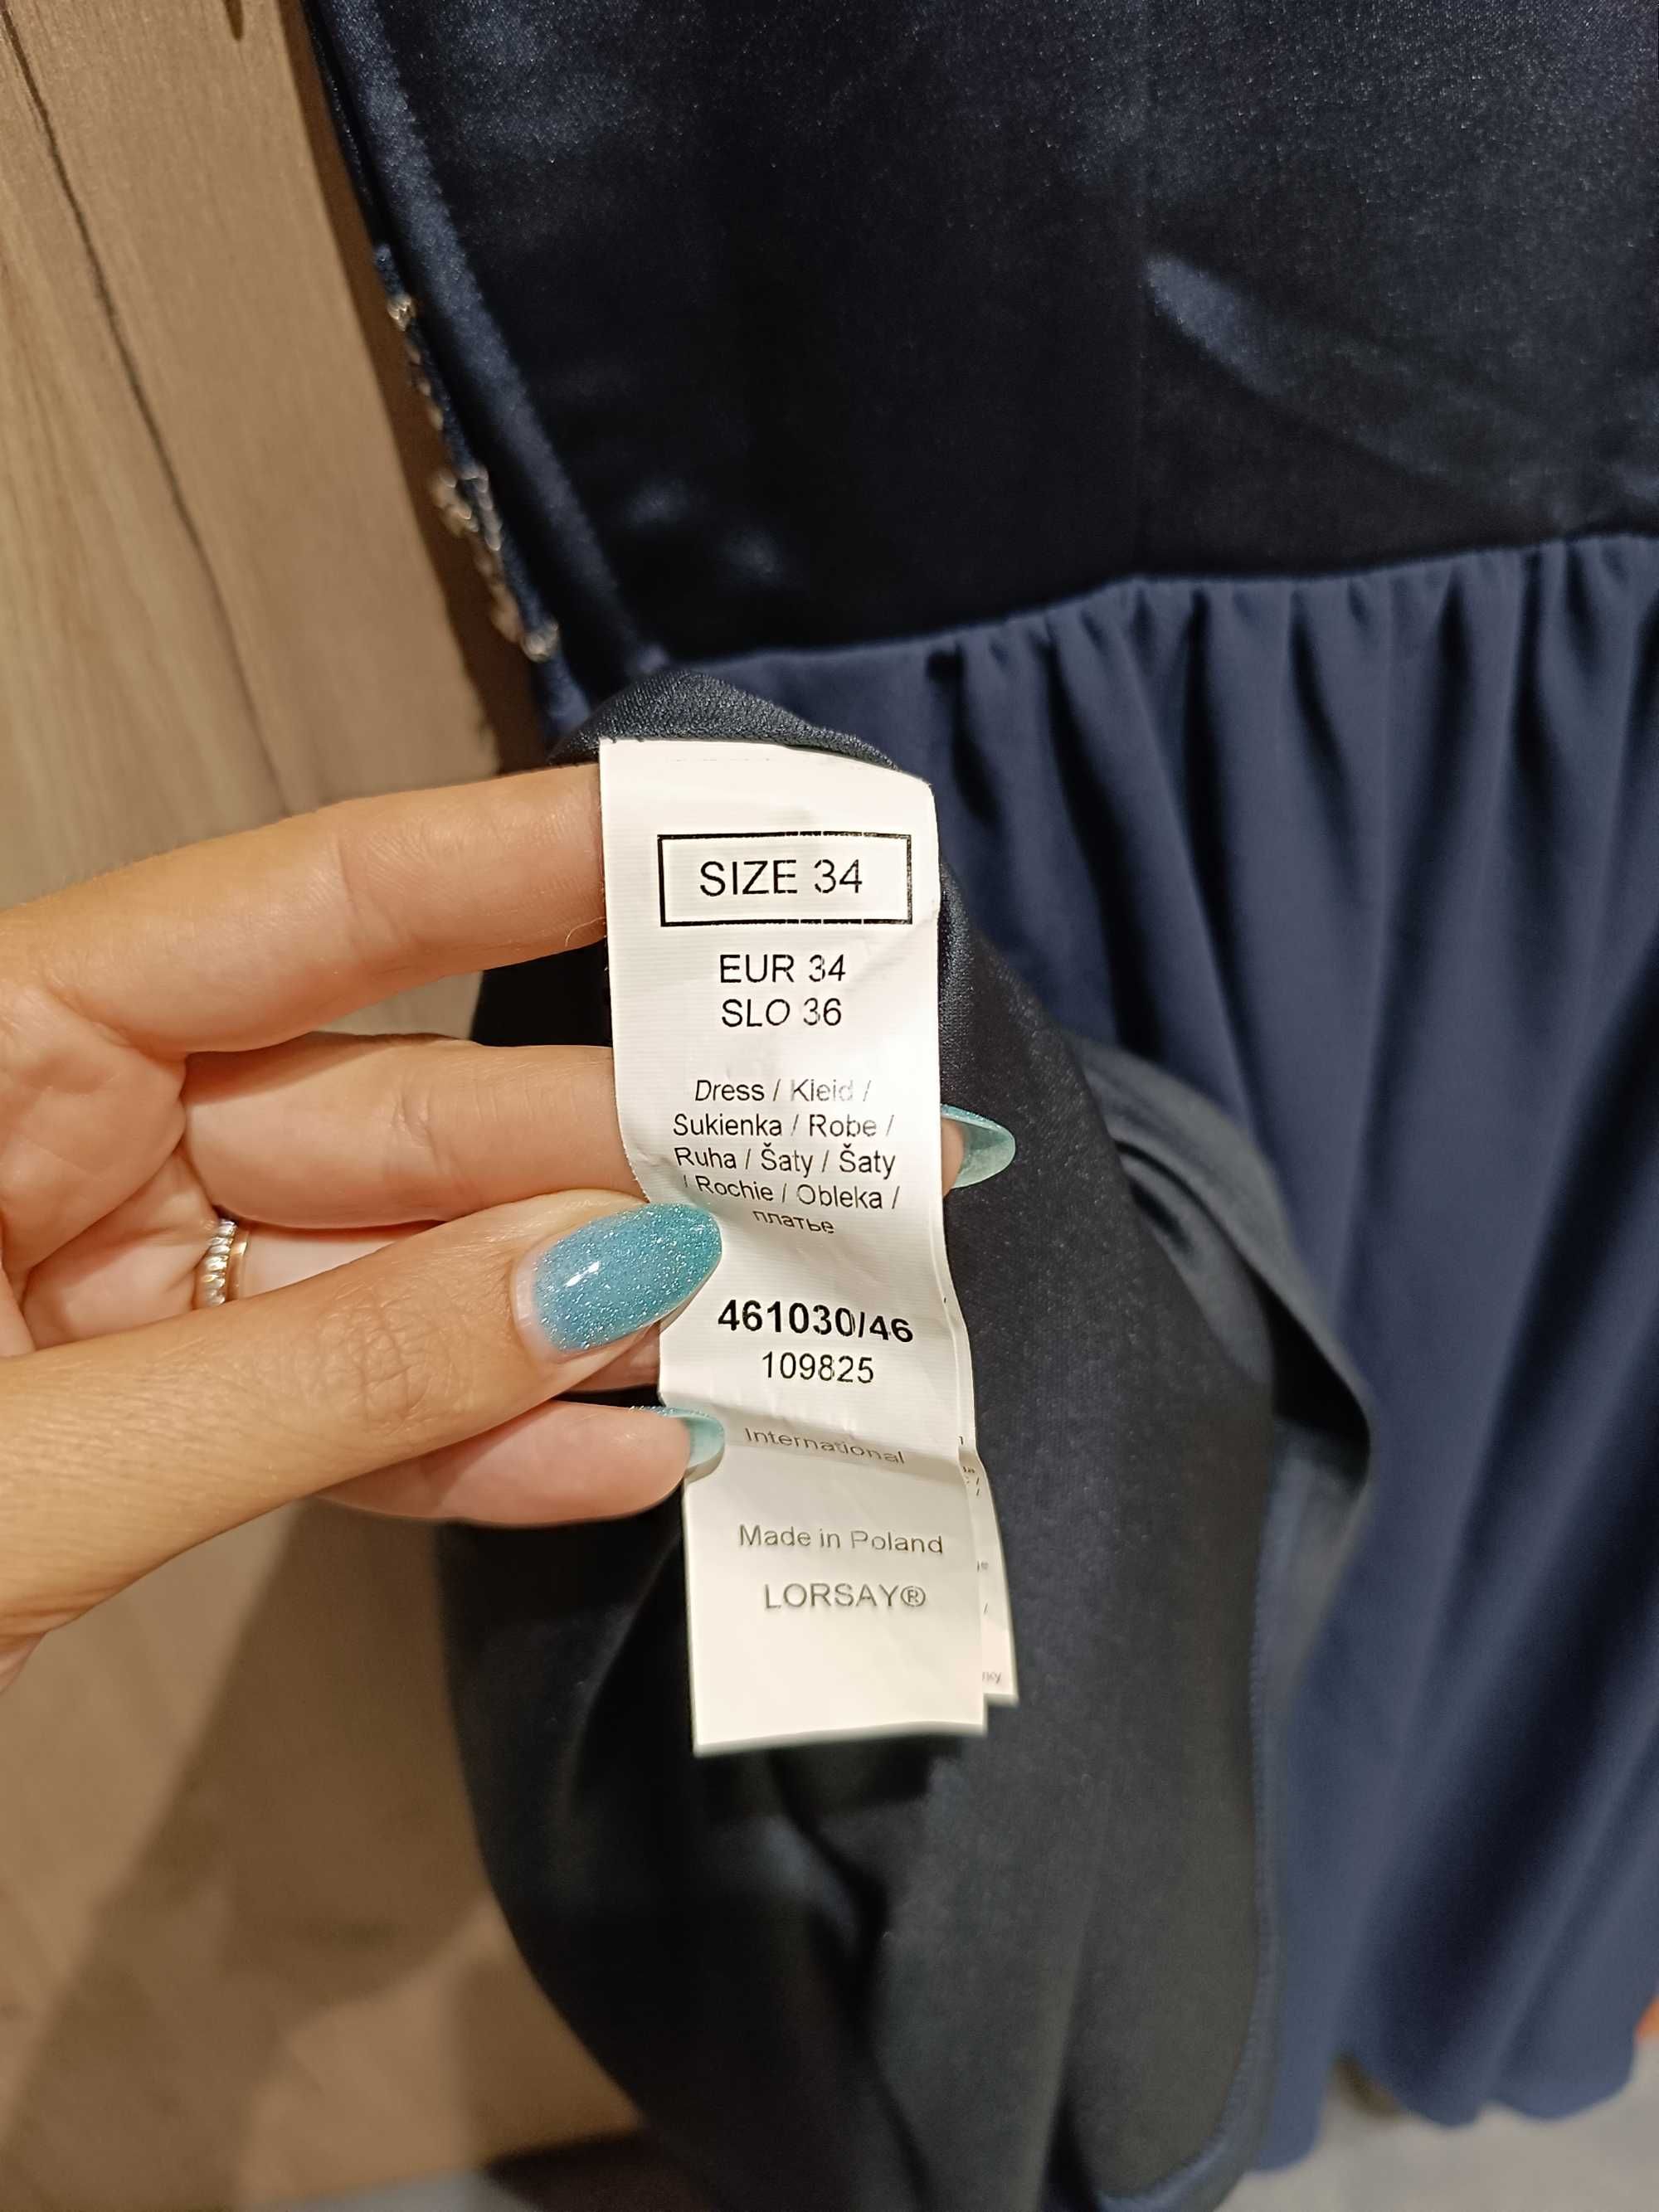 SIZE 34
EUR 34
SLO 36
Dress / Kleid /
Sukienka / Robe /
Ruha / Šaty / Šaty
/ Rochie / Obleka /
платье
461030/46
109825
International
Made in Poland
LORSAY®